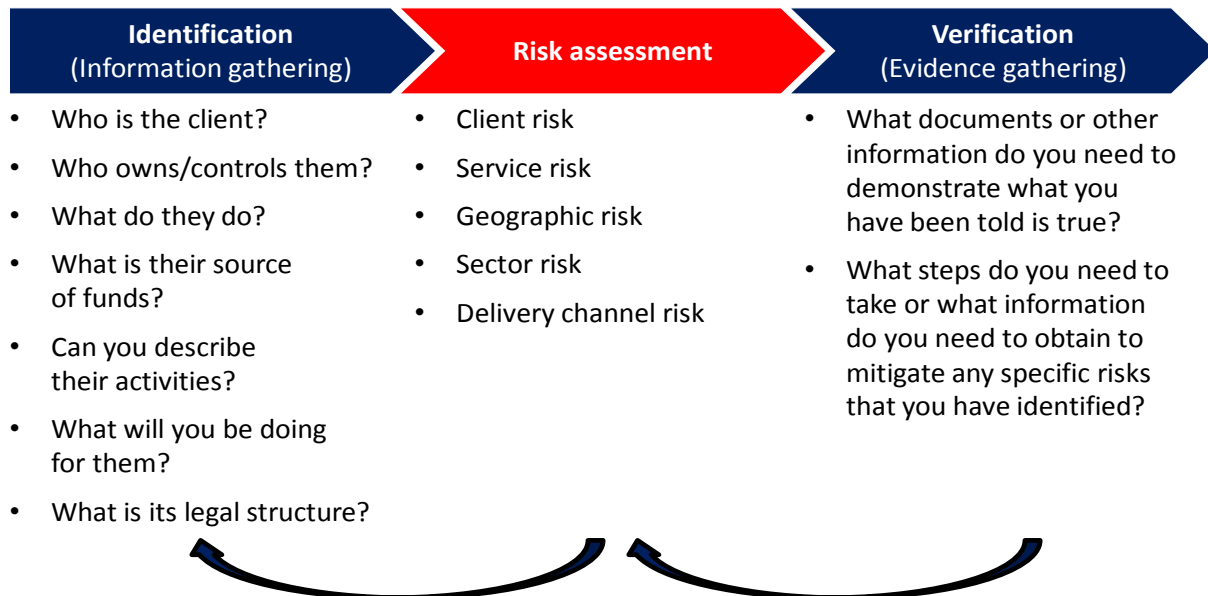 Identification
(Information gathering)
• Who is the client?
• Who owns/controls them?
• What do they do?
• What is their source
of funds?
• Can you describe
their activities?
• What will you be doing
for them?
• What is its legal structure?
Risk assessment
• Client risk
• Service risk
• Geographic risk
• Sector risk
• Delivery channel risk
Verification
(Evidence gathering)
• What documents or other
information do you need to
demonstrate what you
have been told is true?
• What steps do you need to
take or what information
do you need to obtain to
mitigate any specific risks
that you have identified?